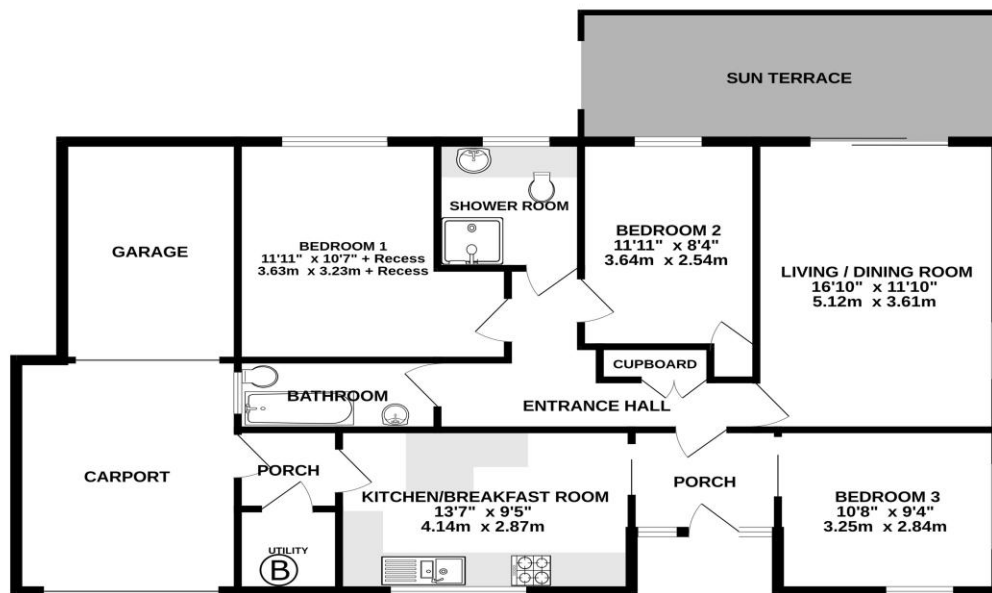 SUN TERRACE
GARAGE
BEDROOM 1
11'11" x 10'7" + Recess
3.63m x 3.23m + Recess
SHOWER ROOM
BEDROOM 2
11'11" x 8'4"
3.64m x 2.54m
LIVING / DINING ROOM
16'10" x 11'10"
5.12m x 3.61m
CUPBOARD
BATHROOM
ENTRANCE HALL
CARPORT
PORCH
KITCHEN/BREAKFAST ROOM
13'7" x 9'5"
4.14m x 2.87m
PORCH
BEDROOM 3
10'8" x 9'4"
3.25m x 2.84m
UTILITY
B